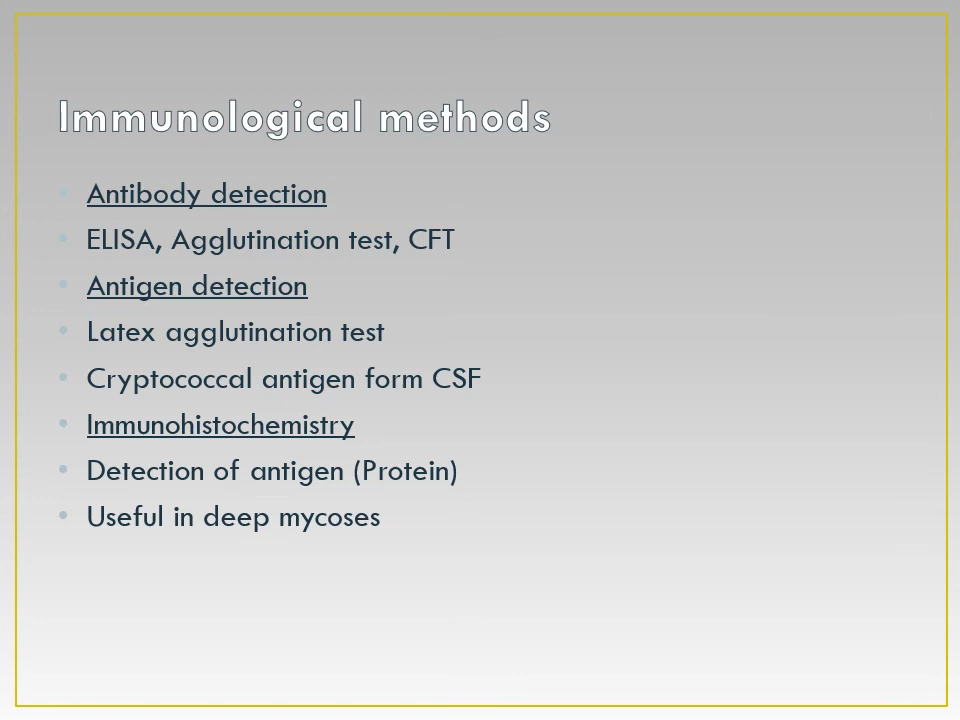 Immunological methods
• Antibody detection
• ELISA, Agglutination test, CFT
• Antigen detection
• Latex agglutination test
• Cryptococcal antigen form CSF
• Immunohistochemistry
• Detection of antigen (Protein)
• Useful in deep mycoses